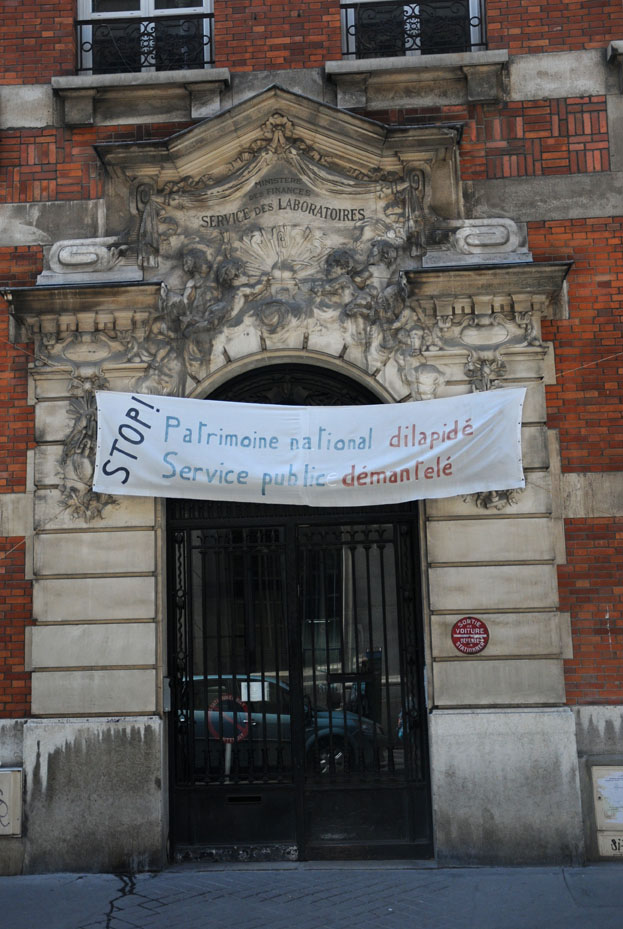 MINISTERE
DES FINANCES
SERVICE DES LABORATOIRES
STOP!
Patrimoine national dilapidé
Service public démantelé
SORTIE
DE
VOITURE
DEFENSE
DE
STATIONNER